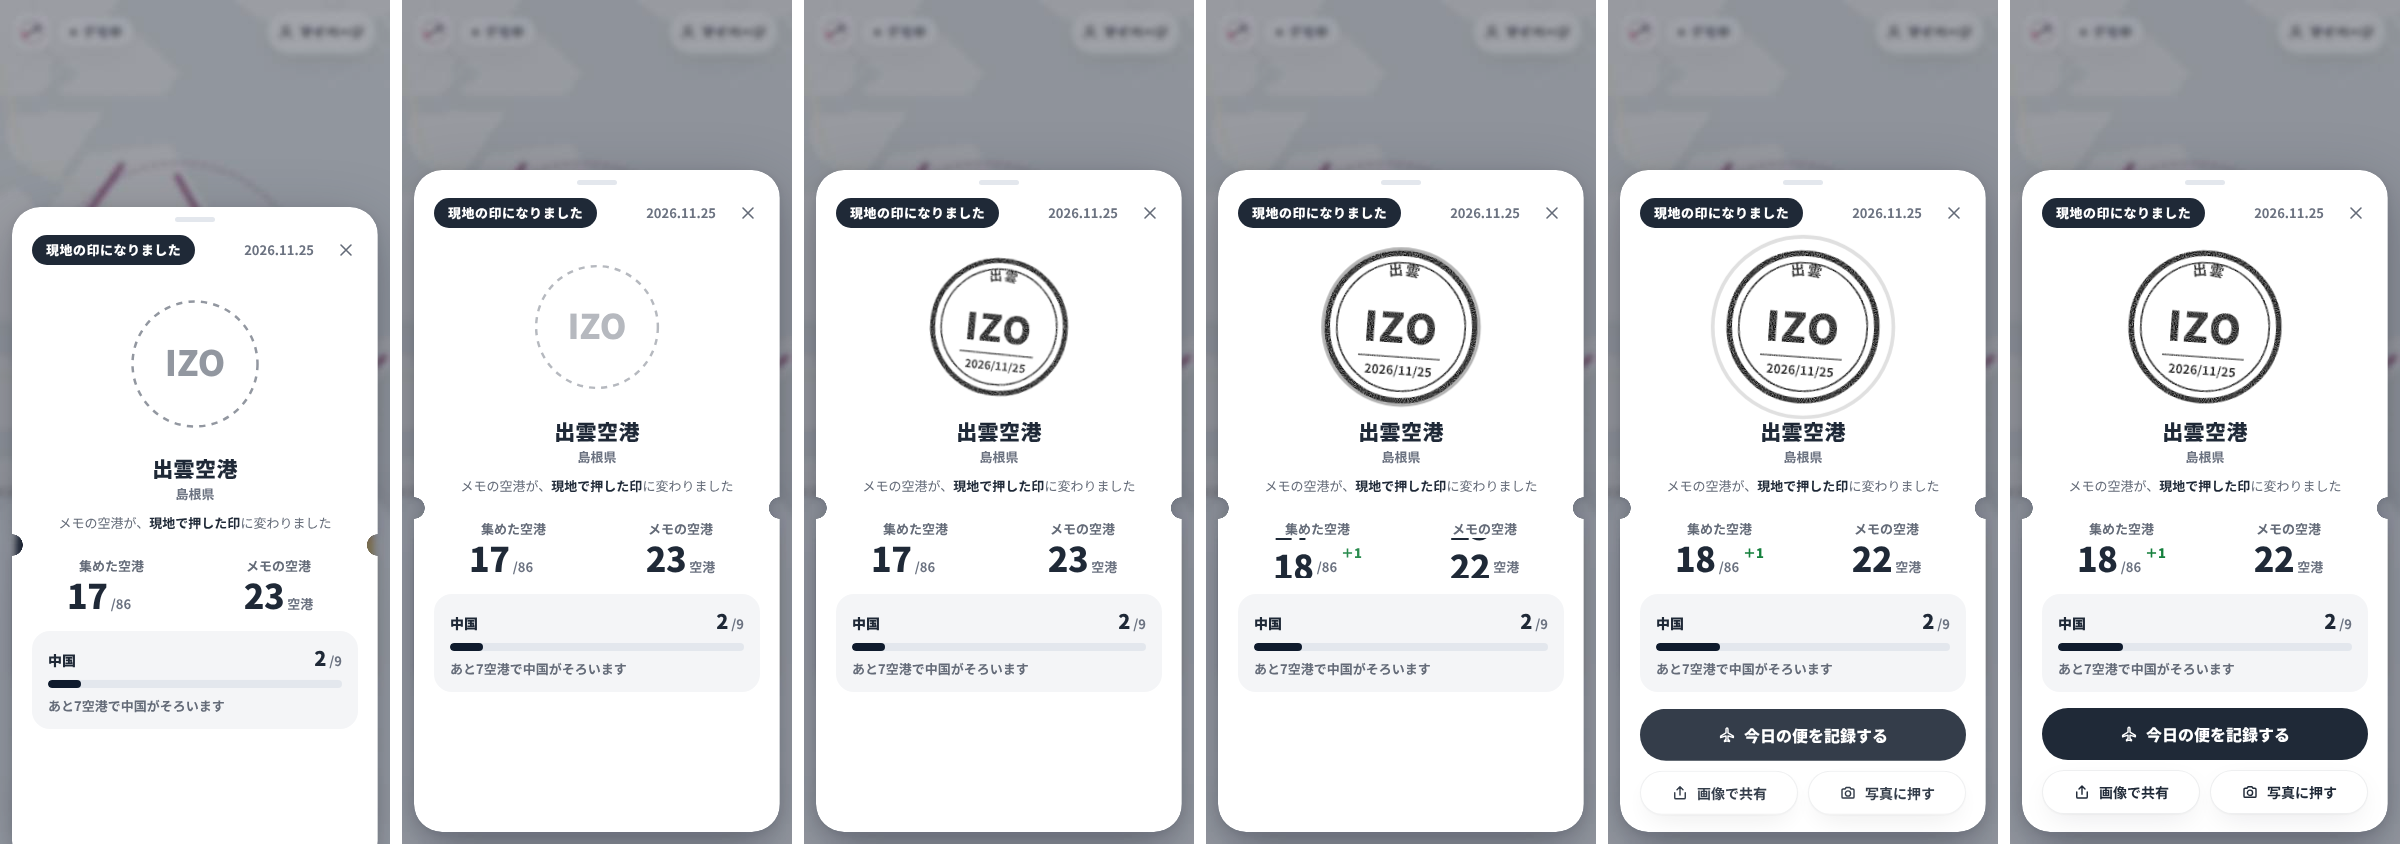 現地の印になりました 2026.11.25
IZO
出雲空港
島根県
メモの空港が、現地で押した印に変わりました
集めた空港 メモの空港
17/86 23空港
中国 2/9
あと7空港で中国がそろいます
現地の印になりました 2026.11.25
IZO
出雲空港
島根県
メモの空港が、現地で押した印に変わりました
集めた空港 メモの空港
17/86 23空港
中国 2/9
あと7空港で中国がそろいます
現地の印になりました 2026.11.25
出雲
IZO
2026/11/25
出雲空港
島根県
メモの空港が、現地で押した印に変わりました
集めた空港 メモの空港
17/86 23空港
中国 2/9
あと7空港で中国がそろいます
現地の印になりました 2026.11.25
出雲
IZO
2026/11/25
出雲空港
島根県
メモの空港が、現地で押した印に変わりました
集めた空港 メモの空港
18/86 +1 22空港
中国 2/9
あと7空港で中国がそろいます
現地の印になりました 2026.11.25
出雲
IZO
2026/11/25
出雲空港
島根県
メモの空港が、現地で押した印に変わりました
集めた空港 メモの空港
18/86 +1 22空港
中国 2/9
あと7空港で中国がそろいます
今日の便を記録する
画像で共有 写真に押す
現地の印になりました 2026.11.25
出雲
IZO
2026/11/25
出雲空港
島根県
メモの空港が、現地で押した印に変わりました
集めた空港 メモの空港
18/86 +1 22空港
中国 2/9
あと7空港で中国がそろいます
今日の便を記録する
画像で共有 写真に押す